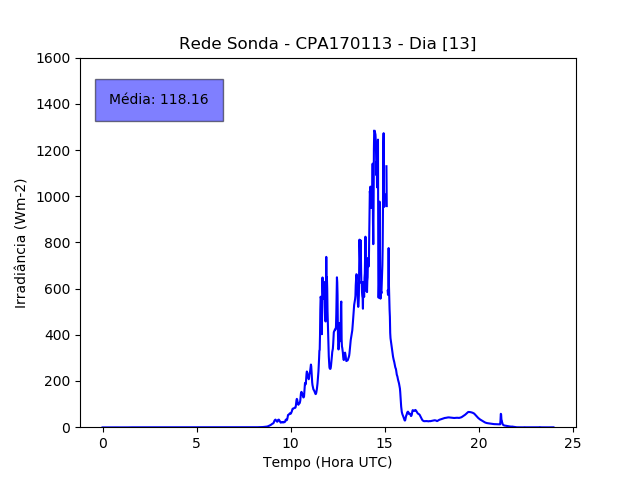 Rede Sonda - CPA170113 - Dia [13]
1600
1400
1200
1000
800
600
400
200
0
Média: 118.16
Irradiância (Wm-2)
0 5 10 15 20 25
Tempo (Hora UTC)